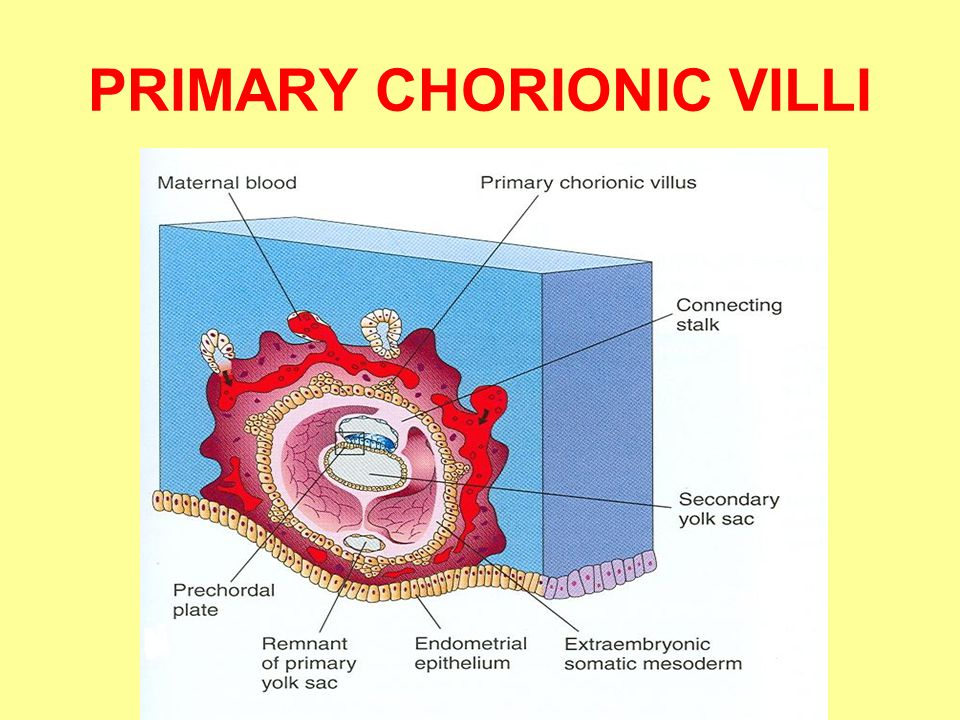 PRIMARY CHORIONIC VILLI
Maternal blood
Primary chorionic villus
Connecting
stalk
Secondary
yolk sac
Prechordal
plate
Remnant
of primary
yolk sac
Endometrial
epithelium
Extraembryonic
somatic mesoderm